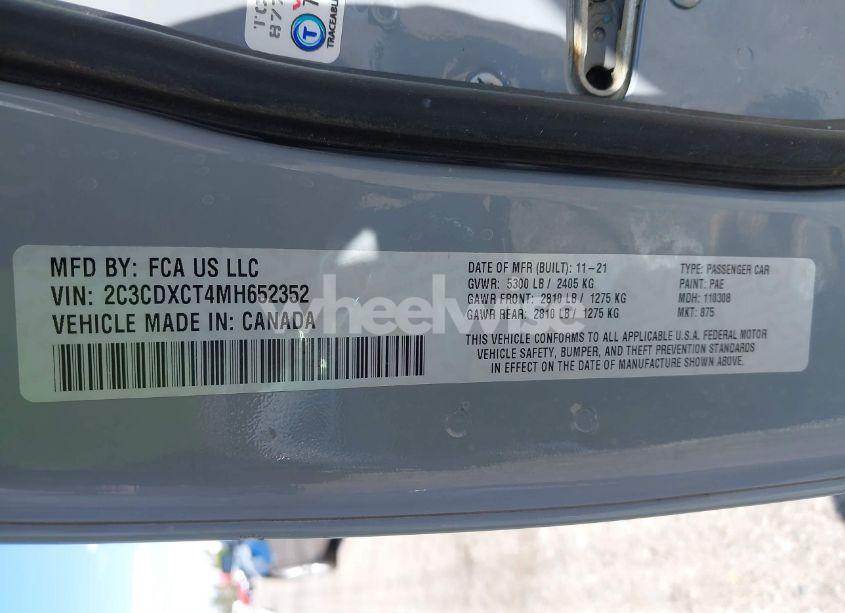 TRACEABL
MFD BY: FCA US LLC
VIN: 2C3CDXCT4MH652352
VEHICLE MADE IN: CANADA
DATE OF MFR (BUILT): 11-21
GVWR: 5300 LB / 2405 KG
GAWR FRONT: 2810 LB / 1275 KG
GAWR REAR: 2810 LB / 1275 KG
TYPE: PASSENGER CAR
PAINT: PAE
MDH: 110308
MKT: 875
THIS VEHICLE CONFORMS TO ALL APPLICABLE U.S.A. FEDERAL MOTOR
VEHICLE SAFETY, BUMPER, AND THEFT PREVENTION STANDARDS
IN EFFECT ON THE DATE OF MANUFACTURE SHOWN ABOVE.
wheelwise